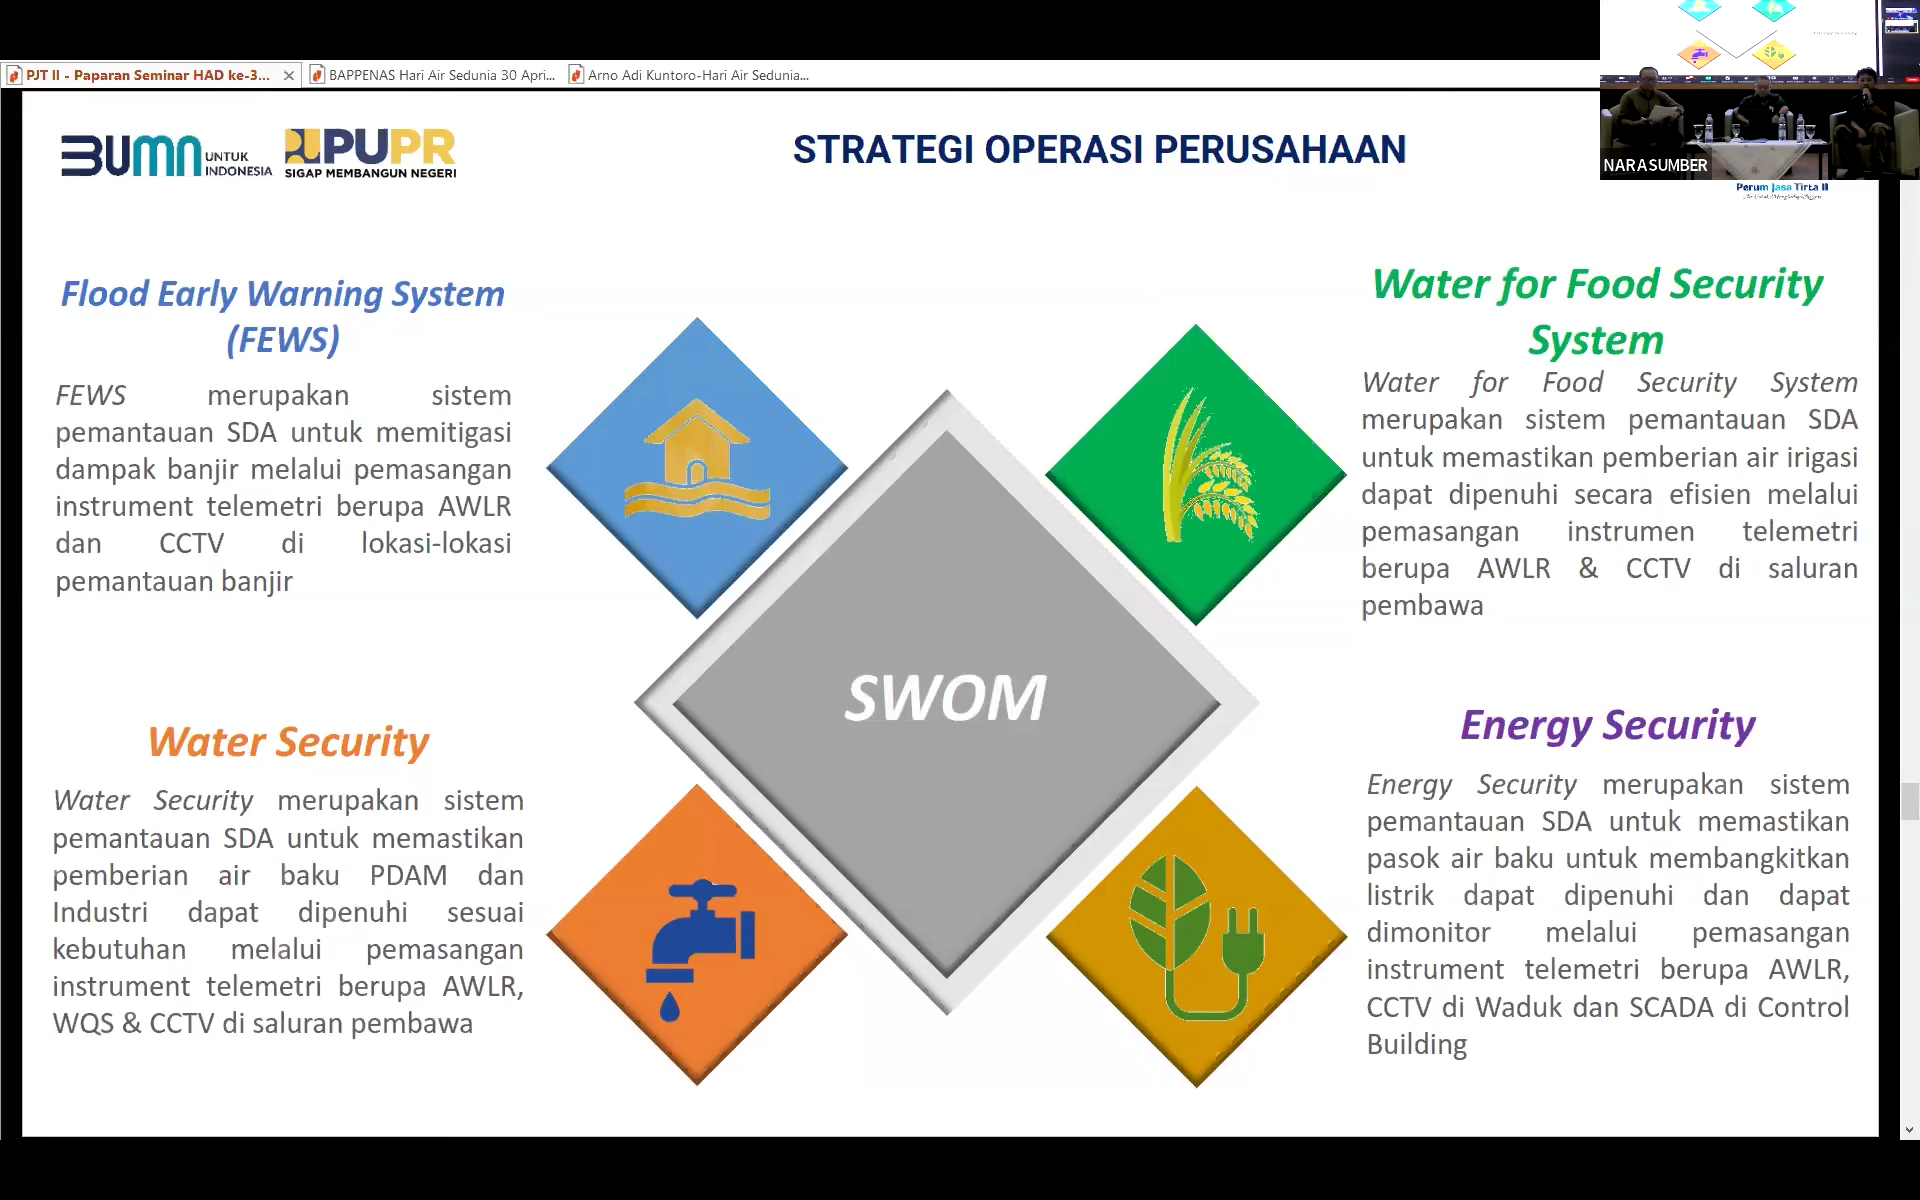 PJT II - Paparan Seminar HAD ke-3...
BAPPENAS Hari Air Sedunia 30 Apri...
Arno Adi Kuntoro-Hari Air Sedunia...
BUMN UNTUK
INDONESIA
PUPR
SIGAP MEMBANGUN NEGERI
STRATEGI OPERASI PERUSAHAAN
NARASUMBER
Perum Jasa Tirta II
Flood Early Warning System
(FEWS)
FEWS merupakan sistem
pemantauan SDA untuk memitigasi
dampak banjir melalui pemasangan
instrument telemetri berupa AWLR
dan CCTV di lokasi-lokasi
pemantauan banjir
Water for Food Security
System
Water for Food Security System
merupakan sistem pemantauan SDA
untuk memastikan pemberian air irigasi
dapat dipenuhi secara efisien melalui
pemasangan instrumen telemetri
berupa AWLR & CCTV di saluran
pembawa
SWOM
Water Security
Water Security merupakan sistem
pemantauan SDA untuk memastikan
pemberian air baku PDAM dan
Industri dapat dipenuhi sesuai
kebutuhan melalui pemasangan
instrument telemetri berupa AWLR,
WQS & CCTV di saluran pembawa
Energy Security
Energy Security merupakan sistem
pemantauan SDA untuk memastikan
pasok air baku untuk membangkitkan
listrik dapat dipenuhi dan dapat
dimonitor melalui pemasangan
instrument telemetri berupa AWLR,
CCTV di Waduk dan SCADA di Control
Building